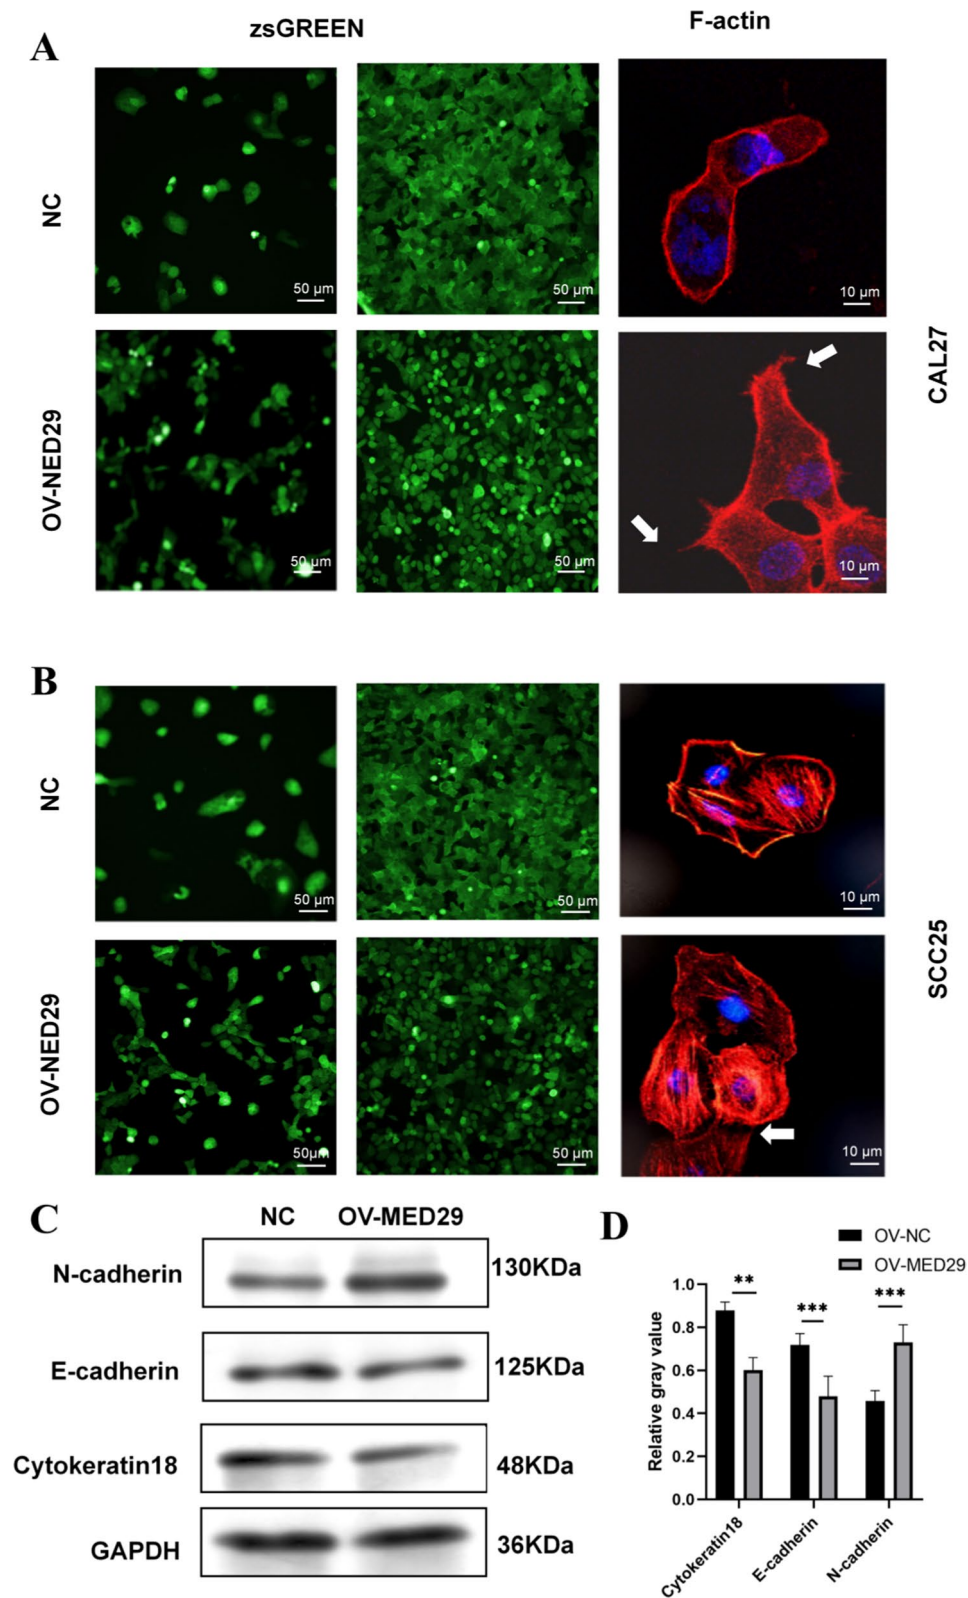 zsGREEN
F-actin
A
NC
50 µm
50 µm
10 µm
CAL27
OV-NED29
50 µm
50 µm
10 µm
B
NC
50 µm
50 µm
10 µm
SCC25
OV-NED29
50µm
50 µm
10 µm
C
NC OV-MED29
N-cadherin 130KDa
E-cadherin 125KDa
Cytokeratin18 48KDa
GAPDH 36KDa
D
OV-NC
OV-MED29
Relative gray value
1.0
0.8
0.6
0.4
0.2
0.0
** *** ***
Cytokeratin18
E-cadherin
N-cadherin